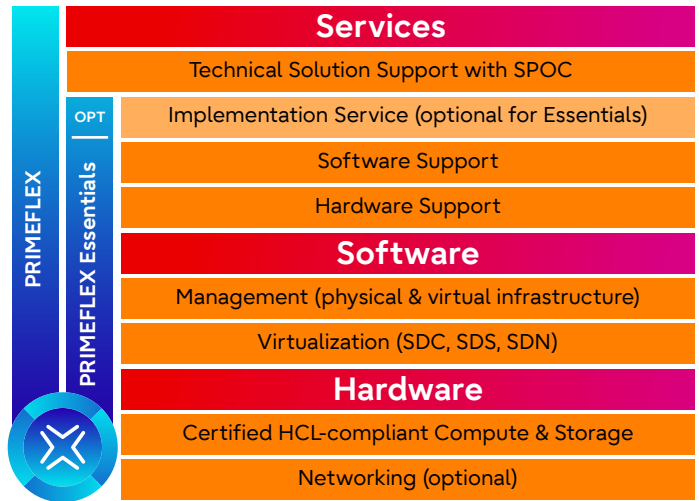 Services
Technical Solution Support with SPOC
OPT
Implementation Service (optional for Essentials)
Software Support
Hardware Support
PRIMEFLEX
PRIMEFLEX Essentials
Software
Management (physical & virtual infrastructure)
Virtualization (SDC, SDS, SDN)
Hardware
Certified HCL-compliant Compute & Storage
Networking (optional)